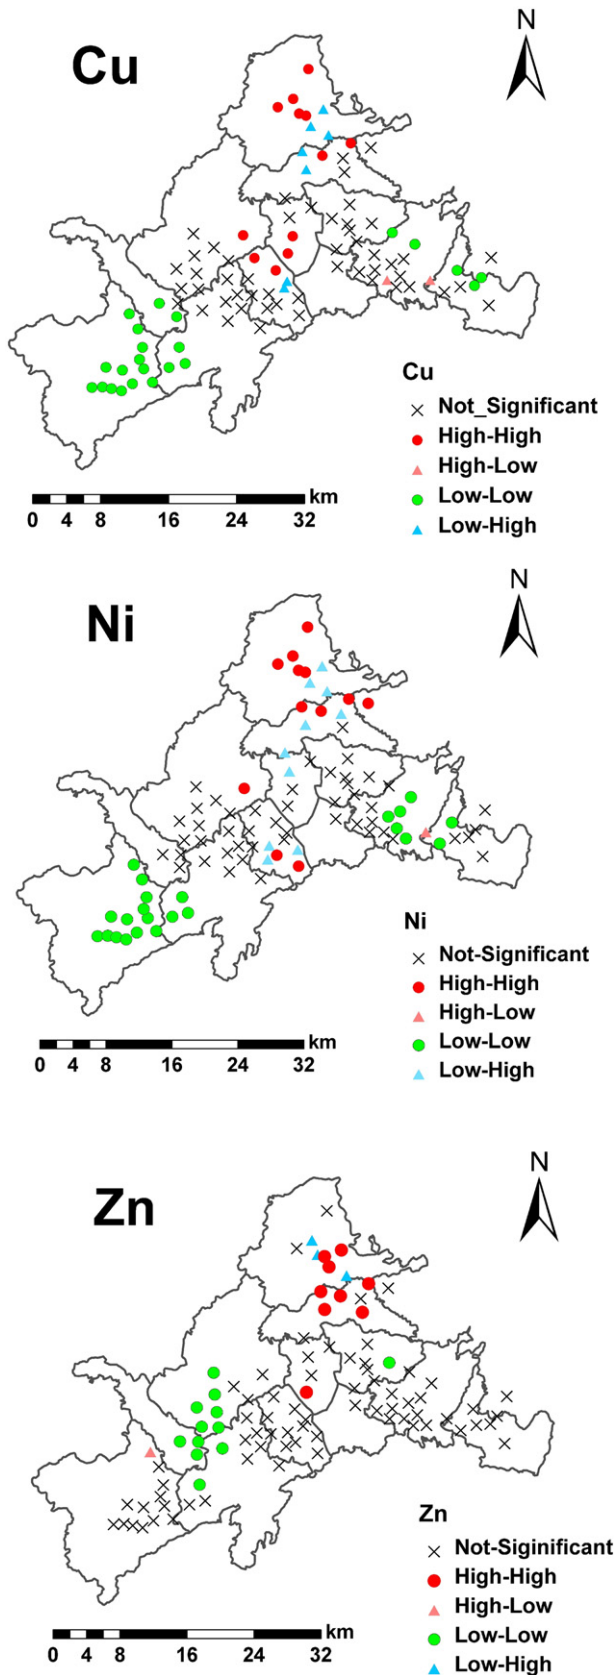 N
Cu
Cu
Not_Significant
High-High
High-Low
Low-Low
Low-High
km
0 4 8 16 24 32
N
Ni
Ni
Not-Significant
High-High
High-Low
Low-Low
Low-High
km
0 4 8 16 24 32
N
Zn
Zn
Not-Siginificant
High-High
High-Low
Low-Low
Low-High
km
0 4 8 16 24 32